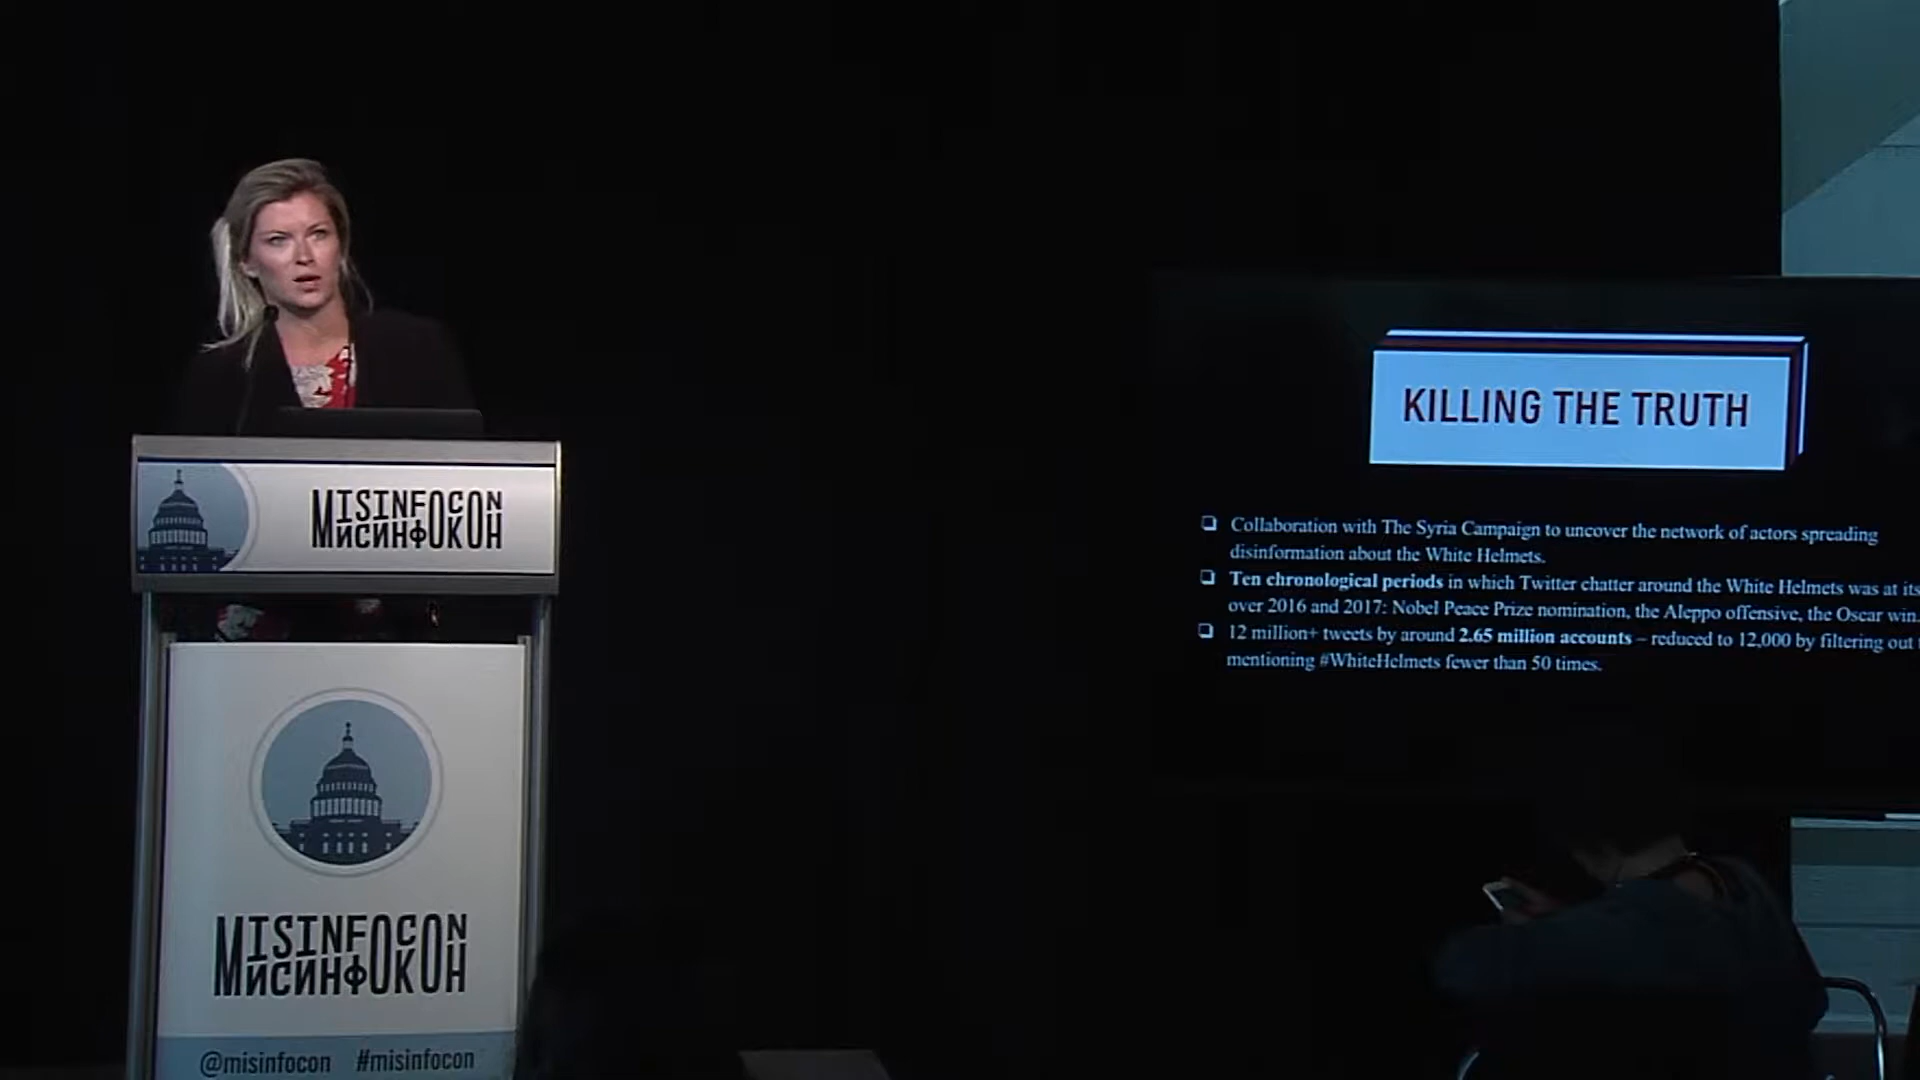 MISINFOCON
МИСИНФОКОН
MISINFOCON
МИСИНФОКОН
@misinfocon #misinfocon
KILLING THE TRUTH
❑ Collaboration with The Syria Campaign to uncover the network of actors spreading
disinformation about the White Helmets.
❑ Ten chronological periods in which Twitter chatter around the White Helmets was at its
over 2016 and 2017: Nobel Peace Prize nomination, the Aleppo offensive, the Oscar win.
❑ 12 million+ tweets by around 2.65 million accounts – reduced to 12,000 by filtering out
mentioning #WhiteHelmets fewer than 50 times.